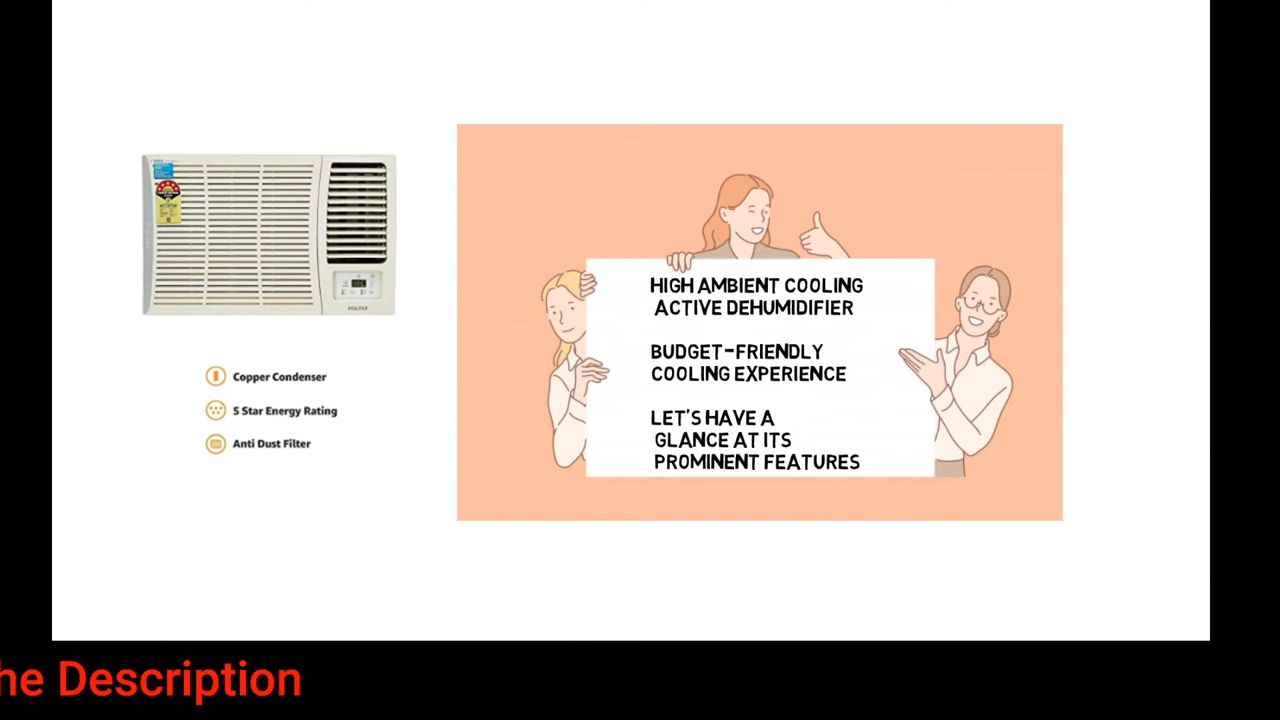 VOLTAS
Copper Condenser
5 Star Energy Rating
Anti Dust Filter
HIGH AMBIENT COOLING
ACTIVE DEHUMIDIFIER
BUDGET-FRIENDLY
COOLING EXPERIENCE
LET'S HAVE A
GLANCE AT ITS
PROMINENT FEATURES
he Description